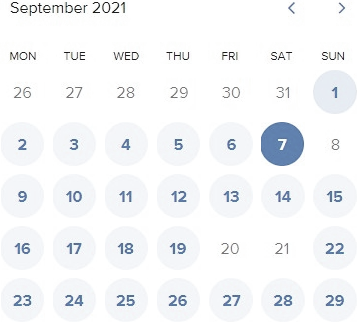 September 2021
MON TUE WED THU FRI SAT SUN
26 27 28 29 30 31 1
2 3 4 5 6 7 8
9 10 11 12 13 14 15
16 17 18 19 20 21 22
23 24 25 26 27 28 29